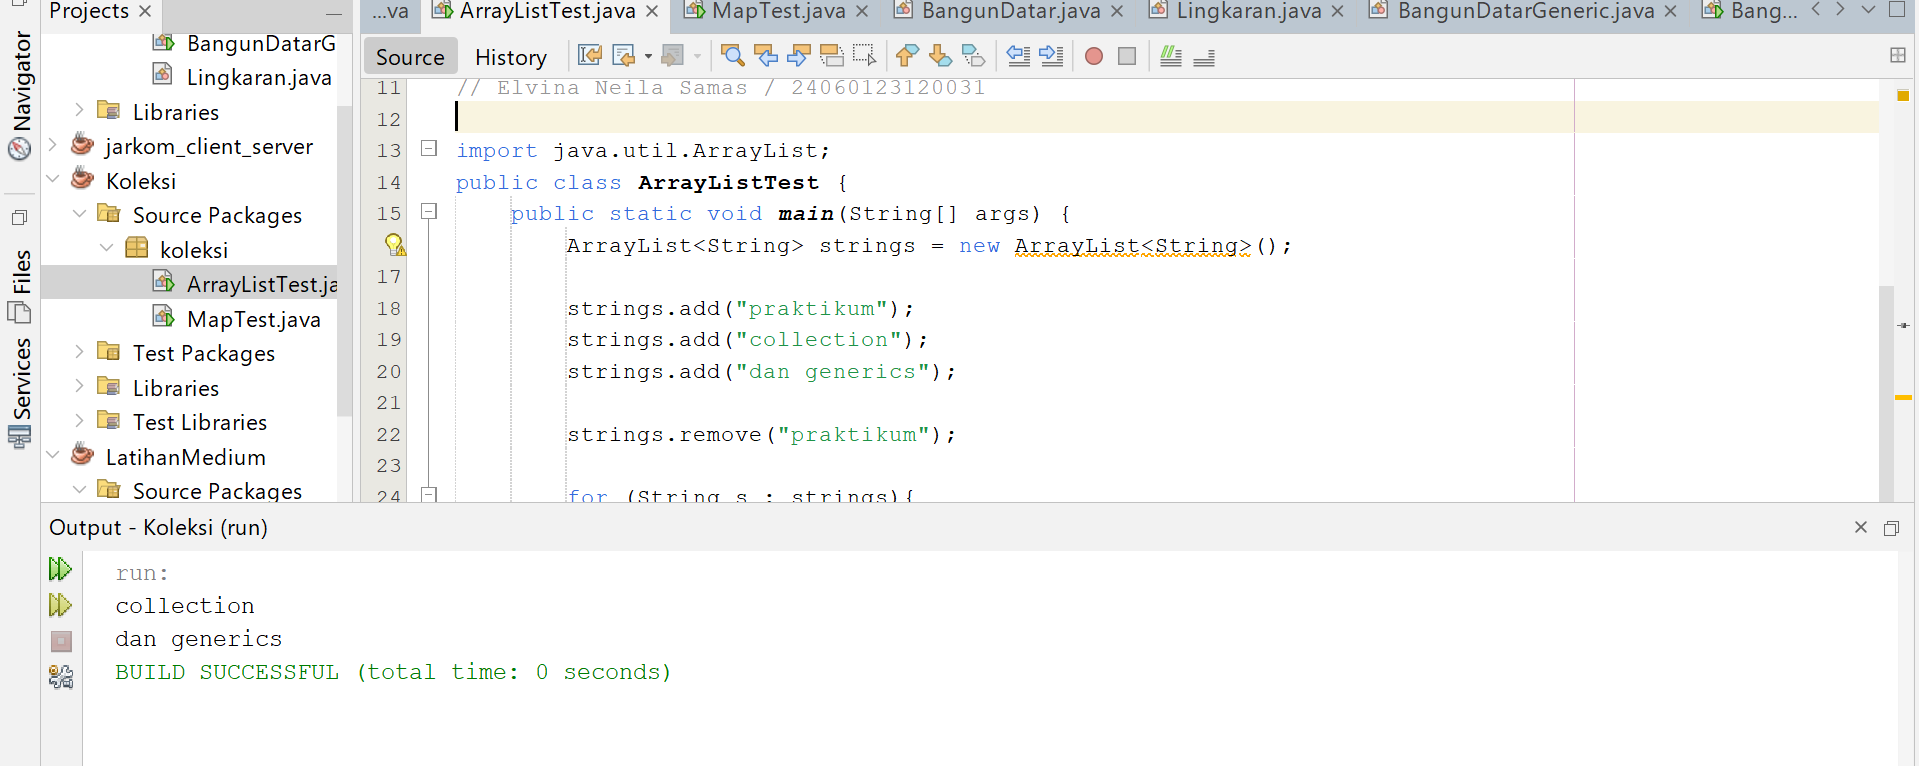 Projects
BangunDatarG
Lingkaran.java
Libraries
jarkom_client_server
Koleksi
Source Packages
koleksi
ArrayListTest.ja
MapTest.java
Test Packages
Libraries
Test Libraries
LatihanMedium
Source Packages
Navigator
Files
Services
...va
ArrayListTest.java
MapTest.java
BangunDatar.java
Lingkaran.java
BangunDatarGeneric.java
Bang...
Source History
11 // Elvina Neila Samas / 24060123120031
12
13 import java.util.ArrayList;
14 public class ArrayListTest {
15 public static void main(String[] args) {
ArrayList<String> strings = new ArrayList<String>();
17
18 strings.add("praktikum");
19 strings.add("collection");
20 strings.add("dan generics");
21
22 strings.remove("praktikum");
23
24 for (String s : strings){
Output - Koleksi (run)
run:
collection
dan generics
BUILD SUCCESSFUL (total time: 0 seconds)